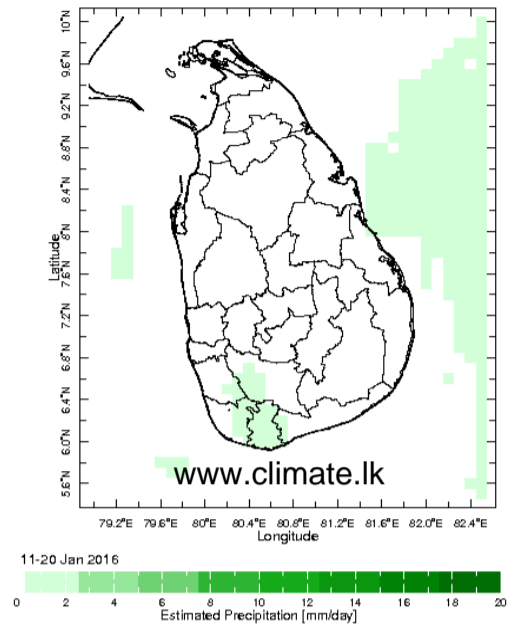 10°N
9.6°N
9.2°N
8.8°N
8.4°N
8°N
7.6°N
7.2°N
6.8°N
6.4°N
6.0°N
5.6°N
Latitude
www.climate.lk
79.2°E 79.6°E 80°E 80.4°E 80.8°E 81.2°E 81.6°E 82.0°E 82.4°E
Longitude
11-20 Jan 2016
0 2 4 6 8 10 12 14 16 18 20
Estimated Precipitation [mm/day]